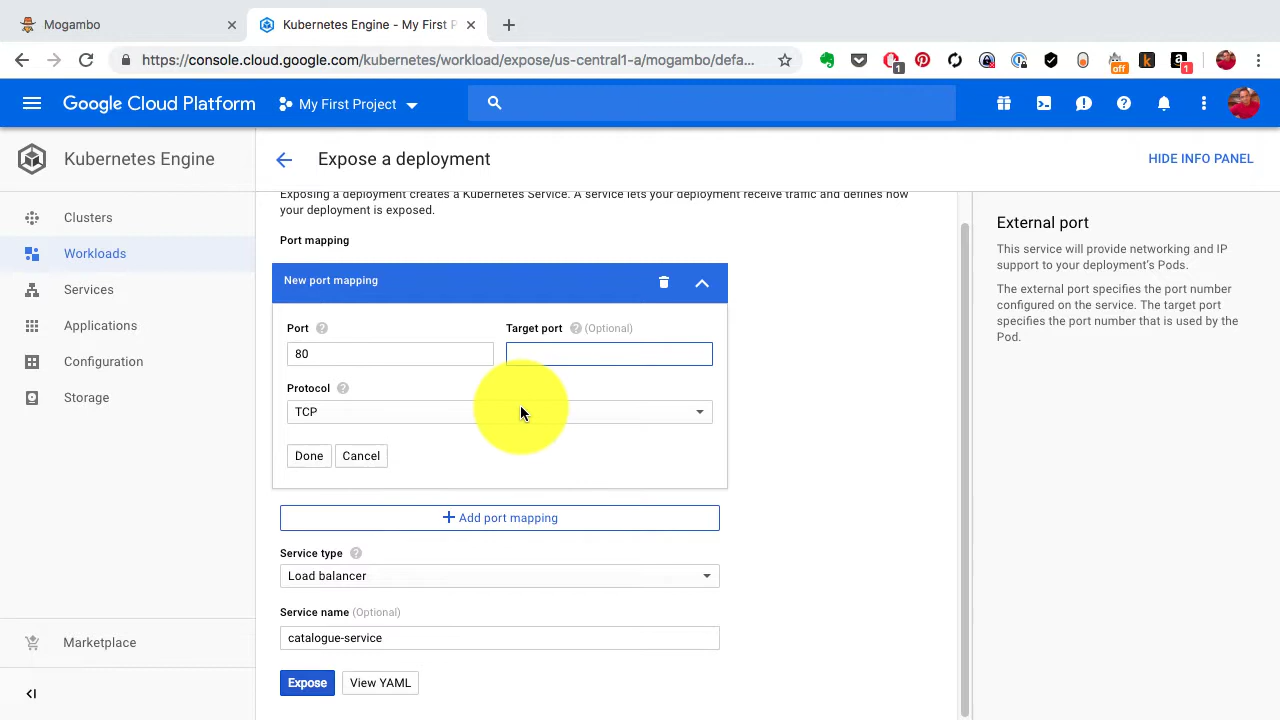 Mogambo
Kubernetes Engine - My First P
https://console.cloud.google.com/kubernetes/workload/expose/us-central1-a/mogambo/defa...
1
off
k
a
1
Google Cloud Platform
My First Project
Kubernetes Engine
Expose a deployment
HIDE INFO PANEL
Clusters
Workloads
Services
Applications
Configuration
Storage
Marketplace
Exposing a deployment creates a Kubernetes Service. A service lets your deployment receive traffic and defines how
your deployment is exposed.
Port mapping
New port mapping
Port
Target port (Optional)
80
Protocol
TCP
Done Cancel
+ Add port mapping
Service type
Load balancer
Service name (Optional)
catalogue-service
Expose View YAML
External port
This service will provide networking and IP
support to your deployment's Pods.
The external port specifies the port number
configured on the service. The target port
specifies the port number that is used by the
Pod.